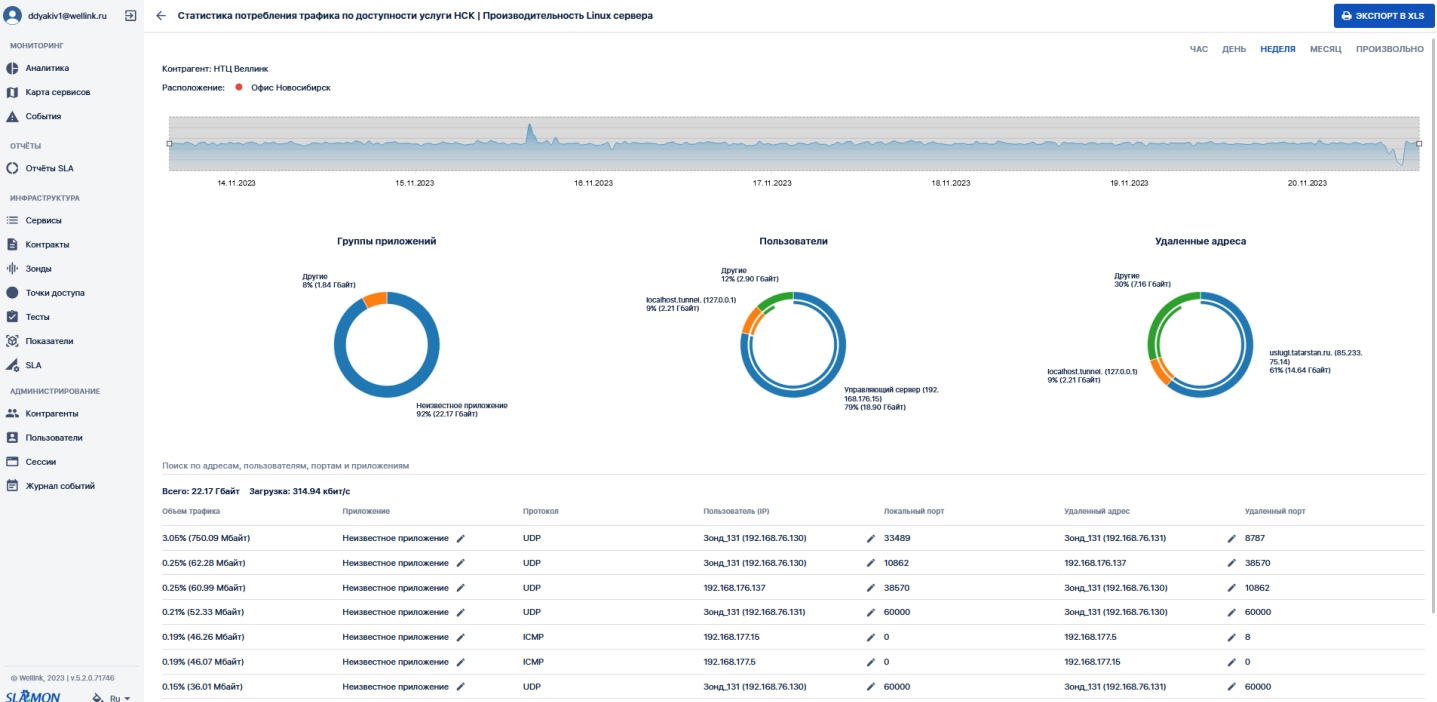 ddyakiv1@wellink.ru
МОНИТОРИНГ
Аналитика
Карта сервисов
События
ОТЧЁТЫ
Отчёты SLA
ИНФРАСТРУКТУРА
Сервисы
Контракты
Зонды
Точки доступа
Тесты
Показатели
SLA
АДМИНИСТРИРОВАНИЕ
Контрагенты
Пользователи
Сессии
Журнал событий
© Wellink, 2023 | v.5.2.0.71746
SLAMON Ru
Статистика потребления трафика по доступности услуги НСК | Производительность Linux сервера
ЭКСПОРТ В XLS
ЧАС ДЕНЬ НЕДЕЛЯ МЕСЯЦ ПРОИЗВОЛЬНО
Контрагент: НТЦ Веллинк
Расположение: Офис Новосибирск
14.11.2023 15.11.2023 16.11.2023 17.11.2023 18.11.2023 19.11.2023 20.11.2023
Группы приложений
Другие
8% (1.84 Гбайт)
Неизвестное приложение
92% (22.17 Гбайт)
Пользователи
Другие
12% (2.90 Гбайт)
localhost.tunnel. (127.0.0.1)
9% (2.21 Гбайт)
Управляющий сервер (192.
168.176.15)
79% (18.90 Гбайт)
Удаленные адреса
Другие
30% (7.16 Гбайт)
uslugi.tatarstan.ru. (85.233.
75.14)
61% (14.64 Гбайт)
localhost.tunnel. (127.0.0.1)
9% (2.21 Гбайт)
Поиск по адресам, пользователям, портам и приложениям
Всего: 22.17 Гбайт Загрузка: 314.94 кбит/с
Объем трафика Приложение Протокол Пользователь (IP) Локальный порт Удаленный адрес Удаленный порт
3.05% (750.09 Мбайт) Неизвестное приложение UDP Зонд_131 (192.168.76.130) 33489 Зонд_131 (192.168.76.131) 8787
0.25% (62.28 Мбайт) Неизвестное приложение UDP Зонд_131 (192.168.76.130) 10862 192.168.176.137 38570
0.25% (60.99 Мбайт) Неизвестное приложение UDP 192.168.176.137 38570 Зонд_131 (192.168.76.130) 10862
0.21% (52.33 Мбайт) Неизвестное приложение UDP Зонд_131 (192.168.76.131) 60000 Зонд_131 (192.168.76.130) 60000
0.19% (46.26 Мбайт) Неизвестное приложение ICMP 192.168.177.15 0 192.168.177.5 8
0.19% (46.07 Мбайт) Неизвестное приложение ICMP 192.168.177.5 0 192.168.177.15 0
0.15% (36.01 Мбайт) Неизвестное приложение UDP Зонд_131 (192.168.76.130) 60000 Зонд_131 (192.168.76.131) 60000